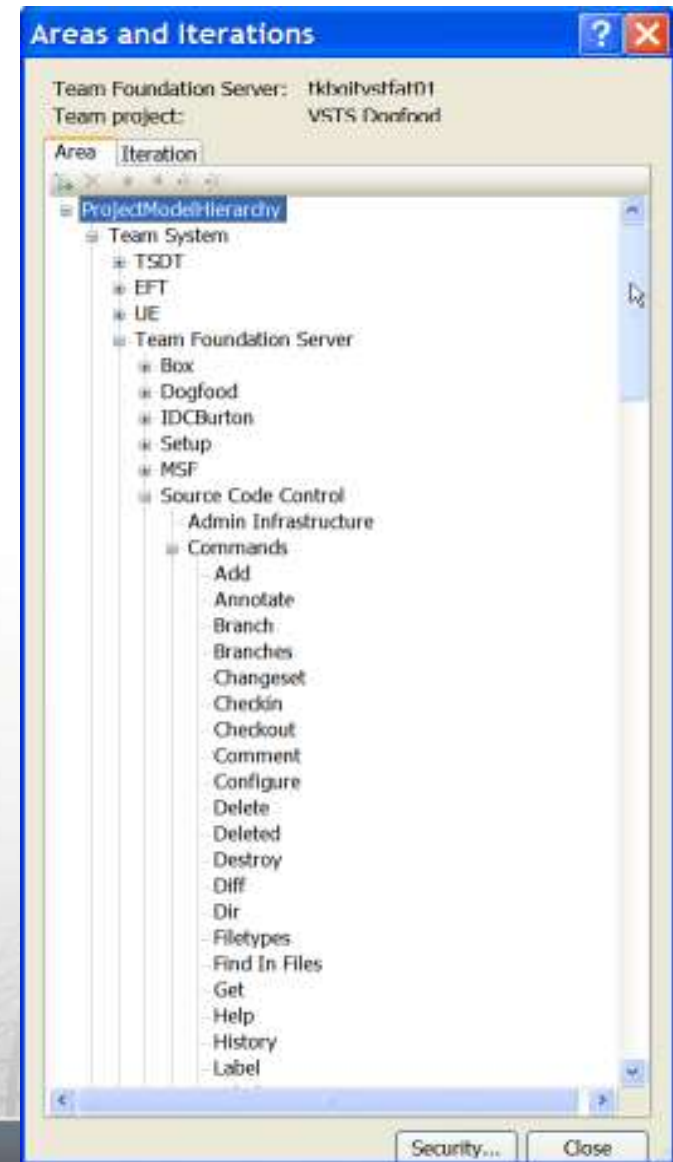 Areas and Iterations
Team Foundation Server: tkbgitvstfat01
Team project: VSTS Dogfood
Area Iteration
ProjectModelHierarchy
Team System
TSDT
EFT
UE
Team Foundation Server
Box
Dogfood
IDCBurton
Setup
MSF
Source Code Control
Admin Infrastructure
Commands
Add
Annotate
Branch
Branches
Changeset
Checkin
Checkout
Comment
Configure
Delete
Deleted
Destroy
Diff
Dir
Filetypes
Find In Files
Get
Help
History
Label
Security... Close